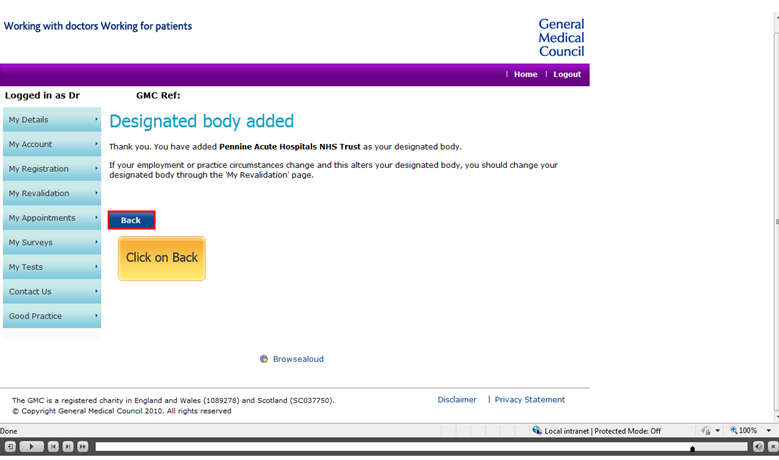 Working with doctors Working for patients
General
Medical
Council
| Home | Logout
Logged in as Dr GMC Ref:
My Details
My Account
My Registration
My Revalidation
My Appointments
My Surveys
My Tests
Contact Us
Good Practice
Designated body added
Thank you. You have added Pennine Acute Hospitals NHS Trust as your designated body.
If your employment or practice circumstances change and this alters your designated body, you should change your
designated body through the 'My Revalidation' page.
Back
Click on Back
Browsealoud
The GMC is a registered charity in England and Wales (1089278) and Scotland (SC037750).
© Copyright General Medical Council 2010. All rights reserved
Disclaimer | Privacy Statement
Done
Local intranet | Protected Mode: Off
100%